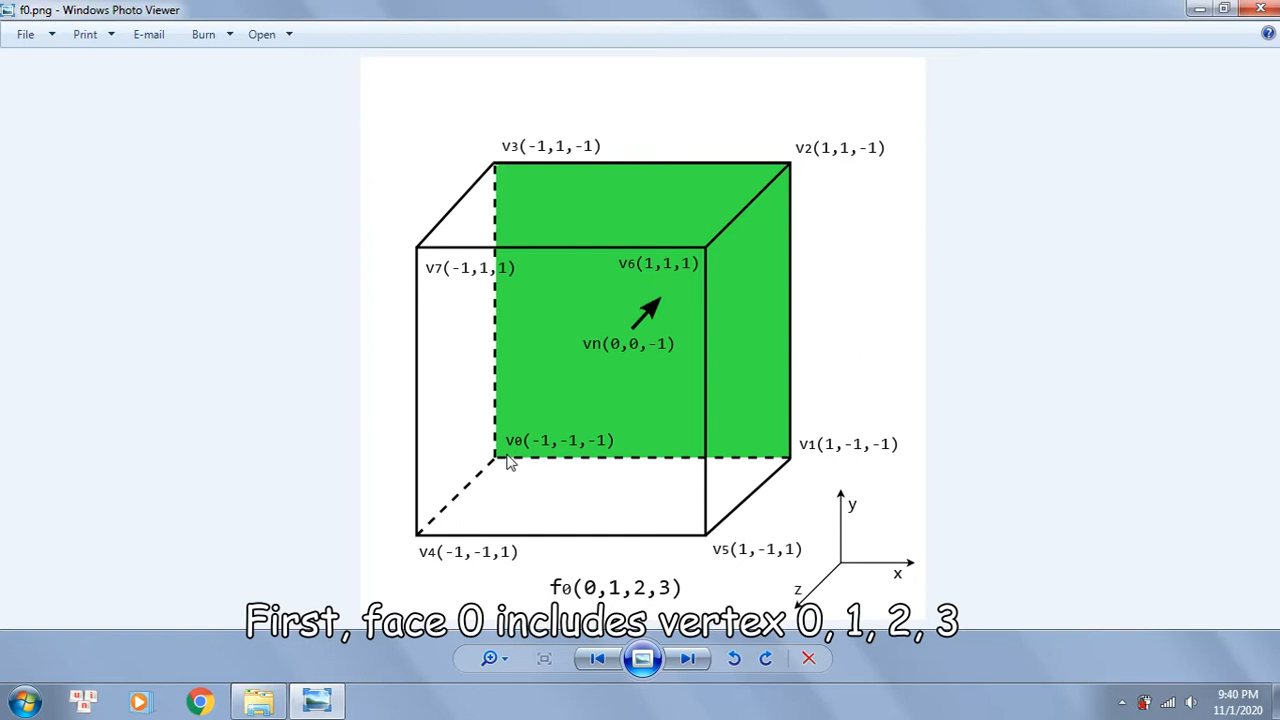 f0.png - Windows Photo Viewer
File Print E-mail Burn Open
v3(-1,1,-1)
v2(1,1,-1)
v7(-1,1,1)
v6(1,1,1)
vn(0,0,-1)
v0(-1,-1,-1)
v1(1,-1,-1)
y
v4(-1,-1,1)
v5(1,-1,1)
x
z
f0(0,1,2,3)
First, face 0 includes vertex 0, 1, 2, 3
u n i
9:40 PM
11/1/2020